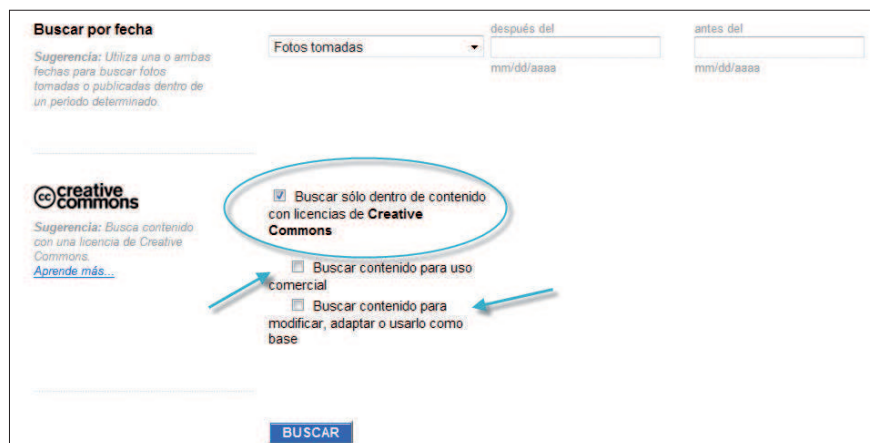 Buscar por fecha
Sugerencia: Utiliza una o ambas
fechas para buscar fotos
tomadas o publicadas dentro de
un período determinado.
Fotos tomadas
después del
mm/dd/aaaa
antes del
mm/dd/aaaa
cc creative
commons
Sugerencia: Busca contenido
con una licencia de Creative
Commons.
Aprende más...
Buscar sólo dentro de contenido
con licencias de Creative
Commons
Buscar contenido para uso
comercial
Buscar contenido para
modificar, adaptar o usarlo como
base
BUSCAR